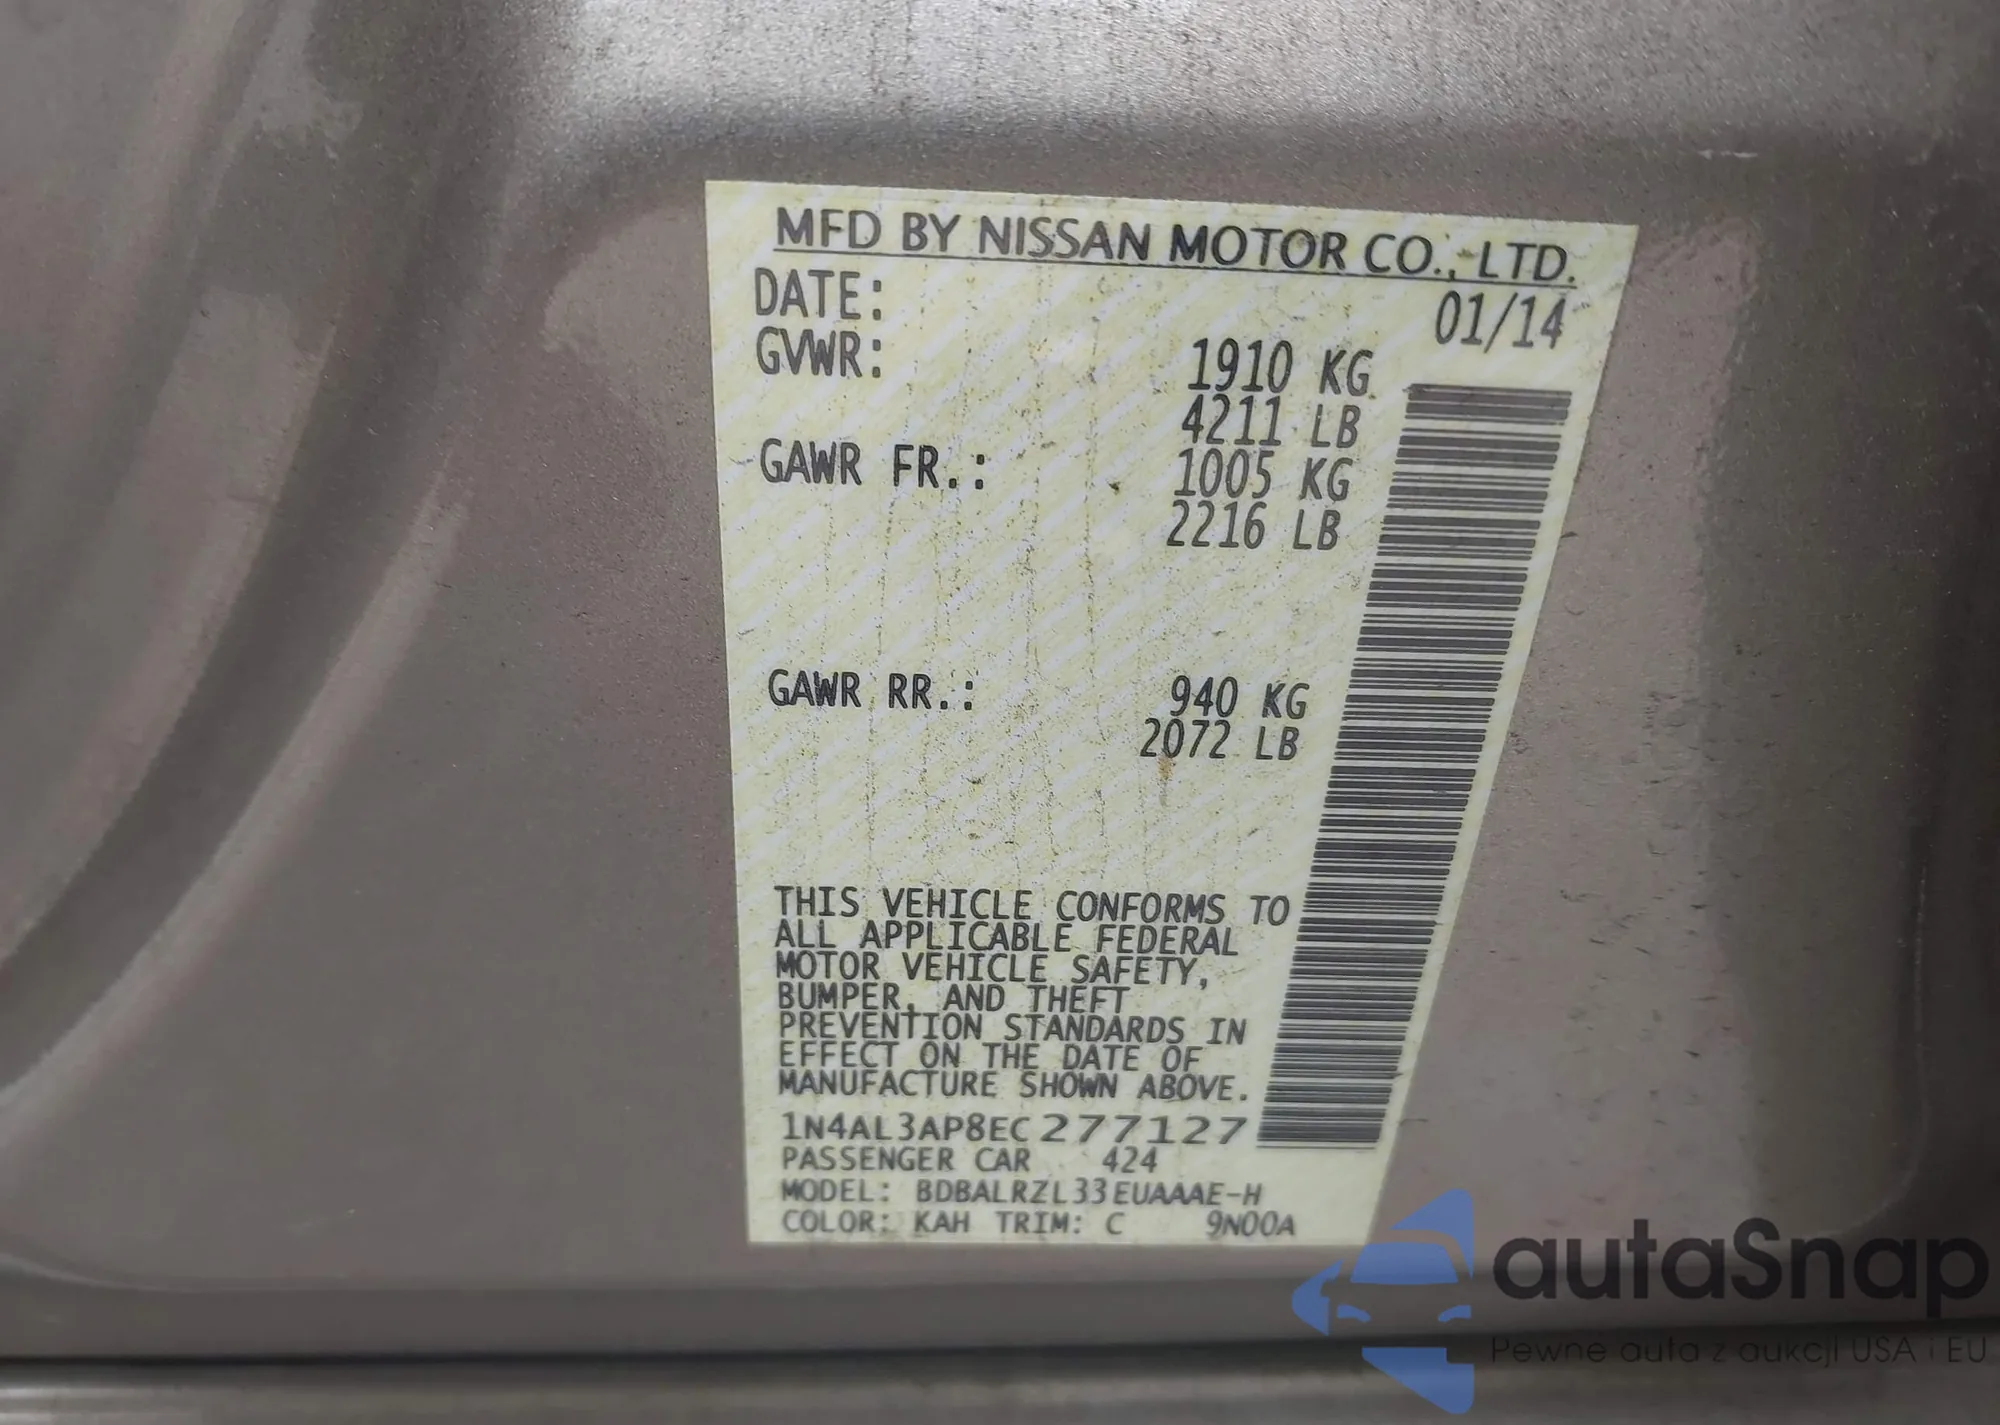 MFD BY NISSAN MOTOR CO., LTD.
DATE: 01/14
GVWR: 1910 KG
4211 LB
GAWR FR.: 1005 KG
2216 LB
GAWR RR.: 940 KG
2072 LB
THIS VEHICLE CONFORMS TO
ALL APPLICABLE FEDERAL
MOTOR VEHICLE SAFETY,
BUMPER, AND THEFT
PREVENTION STANDARDS IN
EFFECT ON THE DATE OF
MANUFACTURE SHOWN ABOVE.
1N4AL3AP8EC277127
PASSENGER CAR 424
MODEL: BDBALRZL33EUAAAE-H
COLOR: KAH TRIM: C 9N00A
autaSnap
Pewne auta z aukcji USA i EU